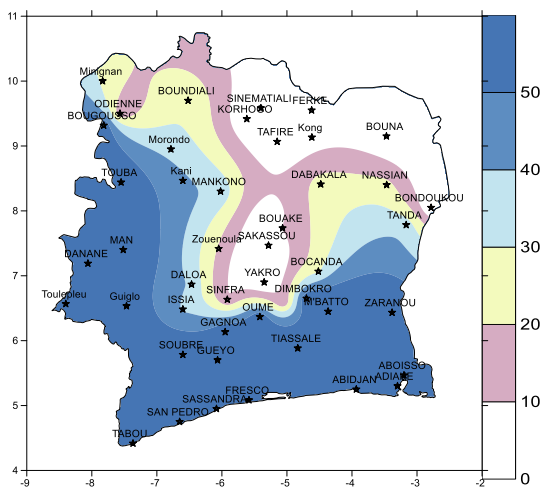 11
10
9
8
7
6
5
4
-9 -8 -7 -6 -5 -4 -3 -2
50
40
30
20
10
0
Minignan
ODIENNE
BOUGOUSSO
BOUNDIALI
SINEMATIALI
FERKE
KORHOGO
TAFIRE
Kong
BOUNA
Morondo
TOUBA
Kani
MANKONO
DABAKALA
NASSIAN
BONDOUKOU
TANDA
BOUAKE
SAKASSOU
Zouenoula
MAN
DANANE
BOCANDA
YAKRO
DALOA
SINFRA
DIMBOKRO
Toulepleu
Guiglo
ISSIA
OUME
M'BATTO
ZARANOU
GAGNOA
SOUBRE
GUEYO
TIASSALE
ABOISSO
ADIAKE
ABIDJAN
FRESCO
SASSANDRA
SAN PEDRO
TABOU